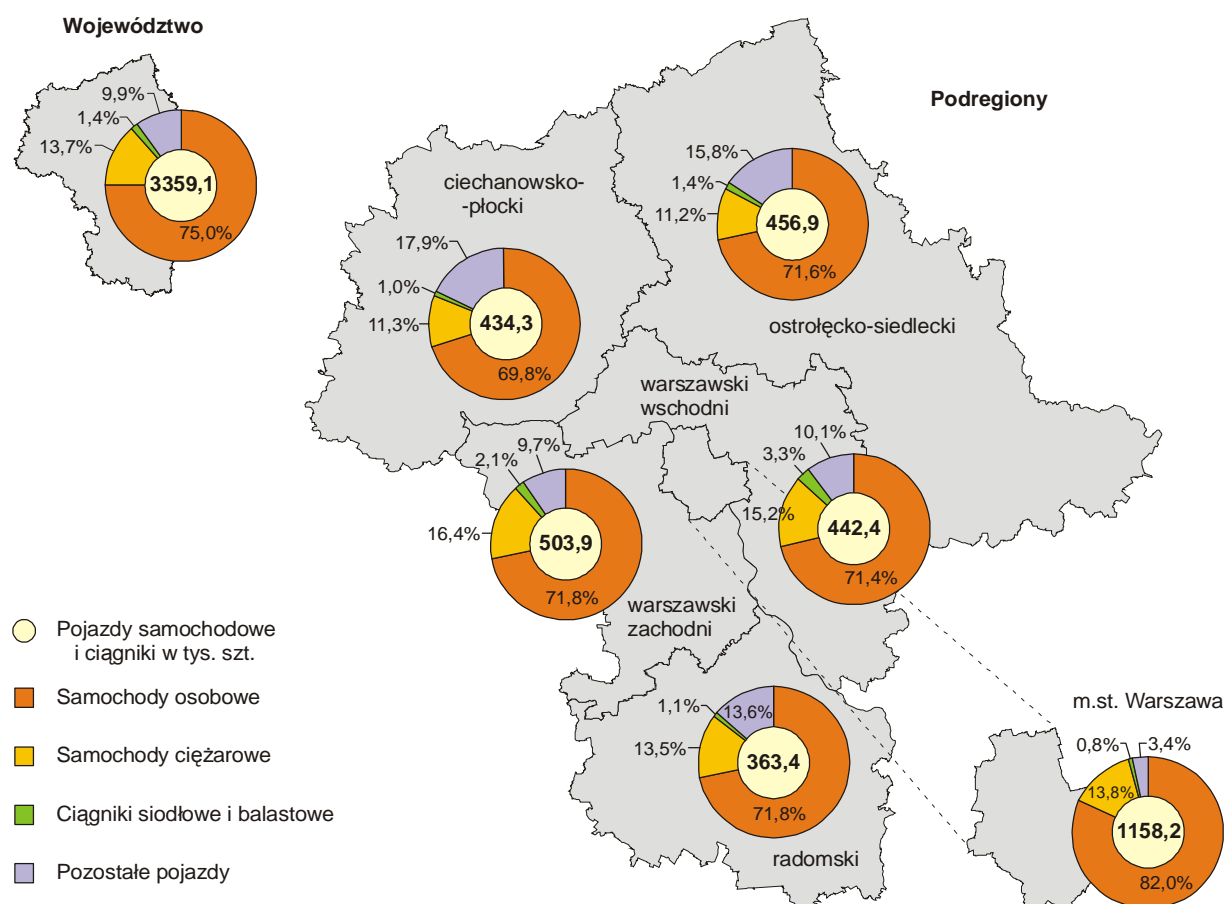 Województwo
9,9%
1,4%
13,7%
3359,1
75,0%
Podregiony
ciechanowsko-
-płocki
17,9%
1,0%
11,3%
434,3
69,8%
15,8%
1,4%
11,2%
456,9
71,6%
ostrołęcko-siedlecki
warszawski
wschodni
10,1%
3,3%
15,2%
442,4
71,4%
9,7%
2,1%
16,4%
503,9
71,8%
warszawski
zachodni
1,1%
13,6%
13,5%
363,4
71,8%
radomski
m.st. Warszawa
0,8%
3,4%
13,8%
1158,2
82,0%
Pojazdy samochodowe
i ciągniki w tys. szt.
Samochody osobowe
Samochody ciężarowe
Ciągniki siodłowe i balastowe
Pozostałe pojazdy